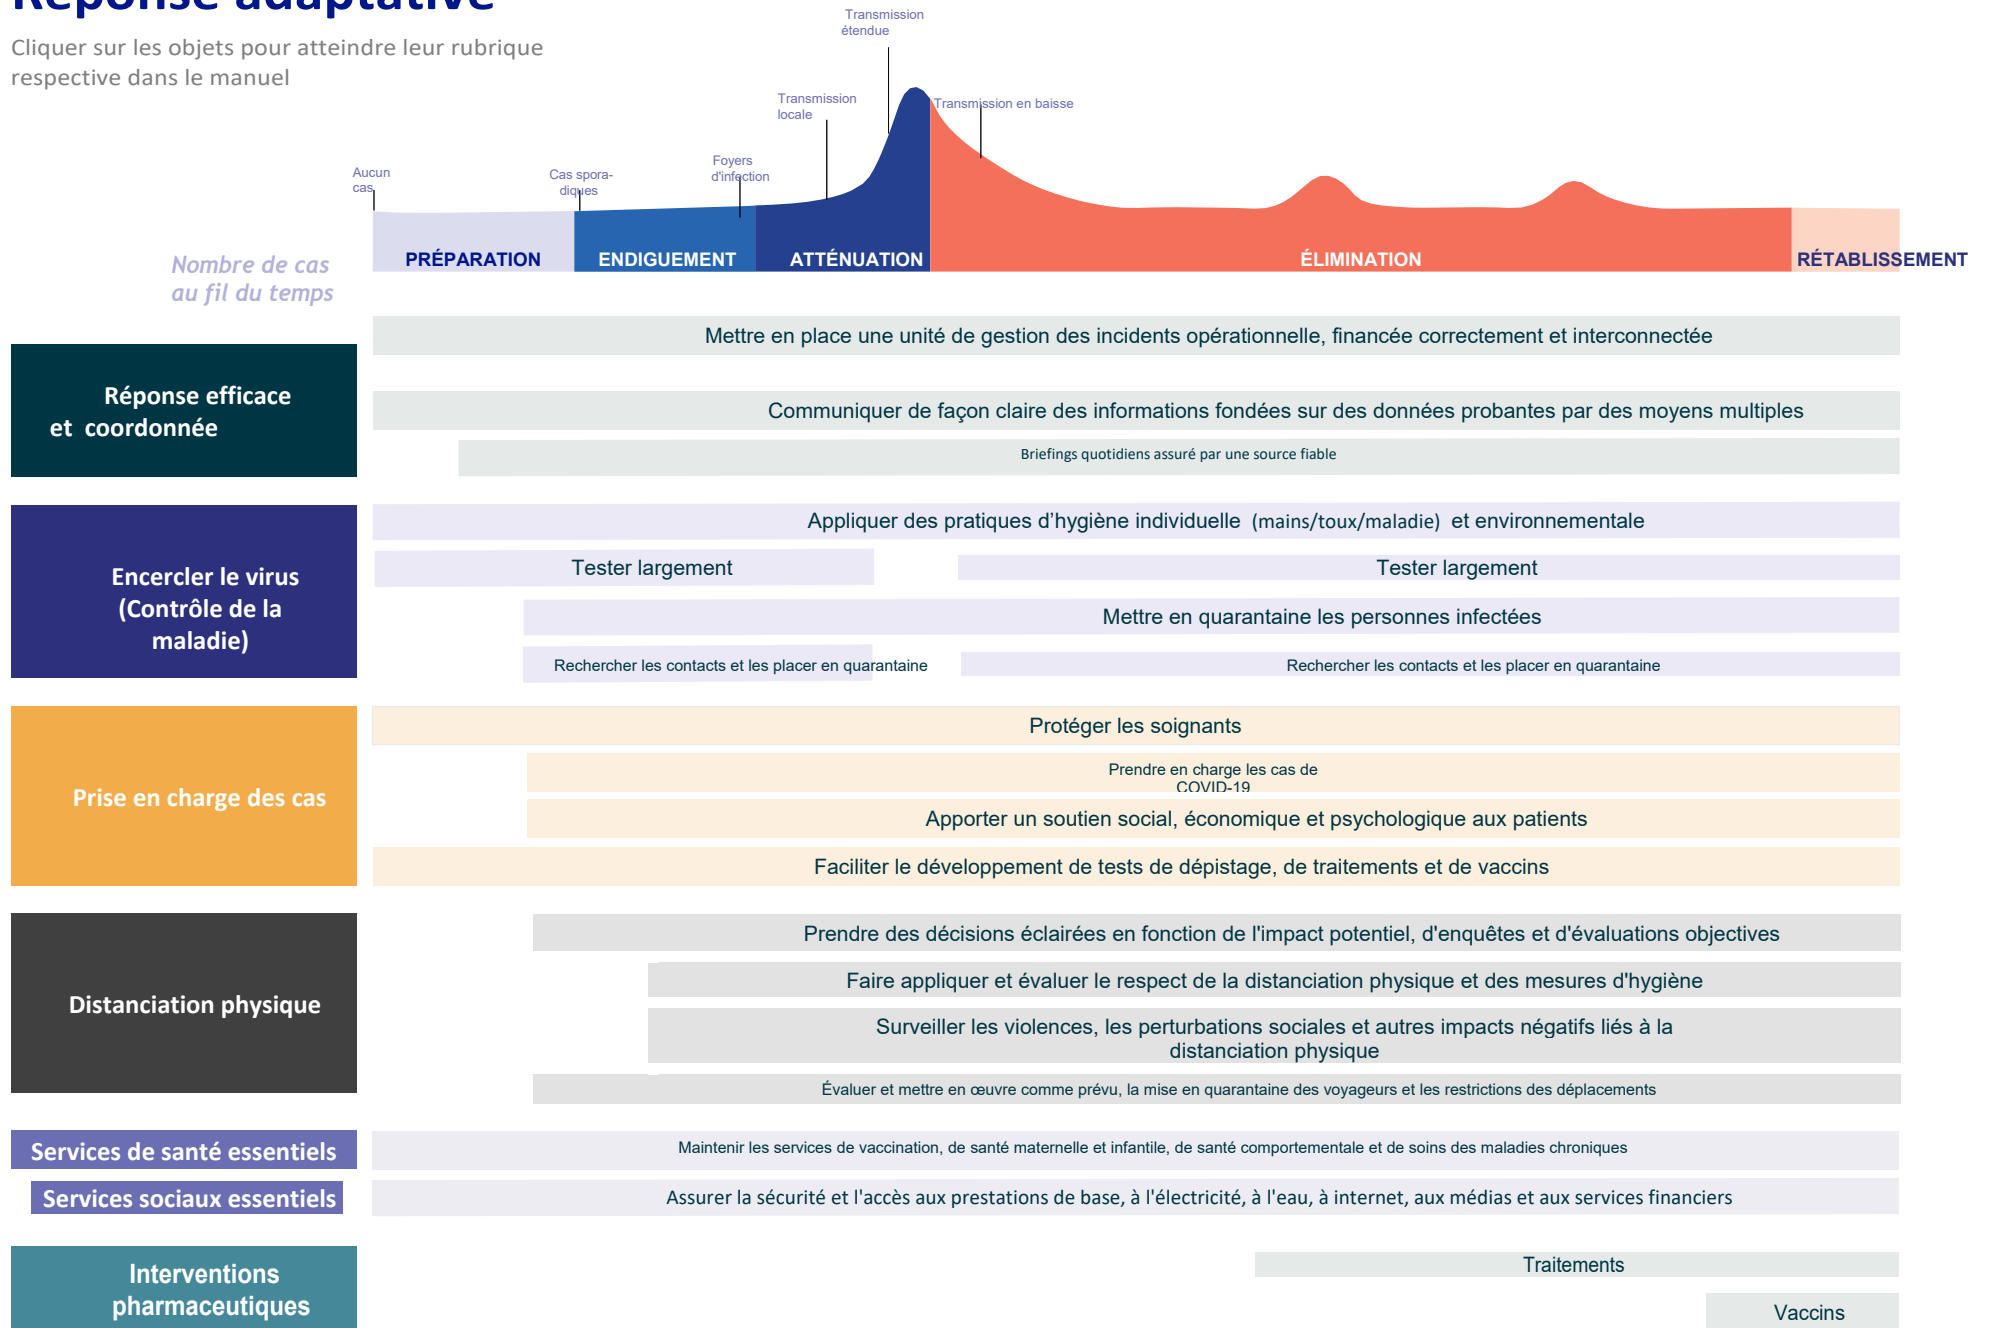 Réponse adaptative
Cliquer sur les objets pour atteindre leur rubrique
respective dans le manuel
Transmission
étendue
Transmission
locale
Transmission en baisse
Foyers
d'infection
Aucun
cas
Cas spora-
diques
Nombre de cas
au fil du temps
PRÉPARATION
ENDIGUEMENT
ATTÉNUATION
ÉLIMINATION
RÉTABLISSEMENT
Réponse efficace
et coordonnée
Mettre en place une unité de gestion des incidents opérationnelle, financée correctement et interconnectée
Communiquer de façon claire des informations fondées sur des données probantes par des moyens multiples
Briefings quotidiens assuré par une source fiable
Encercler le virus
(Contrôle de la
maladie)
Appliquer des pratiques d’hygiène individuelle (mains/toux/maladie) et environnementale
Tester largement
Tester largement
Mettre en quarantaine les personnes infectées
Rechercher les contacts et les placer en quarantaine
Rechercher les contacts et les placer en quarantaine
Prise en charge des cas
Protéger les soignants
Prendre en charge les cas de
COVID-19
Apporter un soutien social, économique et psychologique aux patients
Faciliter le développement de tests de dépistage, de traitements et de vaccins
Distanciation physique
Prendre des décisions éclairées en fonction de l'impact potentiel, d'enquêtes et d'évaluations objectives
Faire appliquer et évaluer le respect de la distanciation physique et des mesures d'hygiène
Surveiller les violences, les perturbations sociales et autres impacts négatifs liés à la
distanciation physique
Évaluer et mettre en œuvre comme prévu, la mise en quarantaine des voyageurs et les restrictions des déplacements
Services de santé essentiels
Maintenir les services de vaccination, de santé maternelle et infantile, de santé comportementale et de soins des maladies chroniques
Services sociaux essentiels
Assurer la sécurité et l'accès aux prestations de base, à l'électricité, à l'eau, à internet, aux médias et aux services financiers
Interventions
pharmaceutiques
Traitements
Vaccins